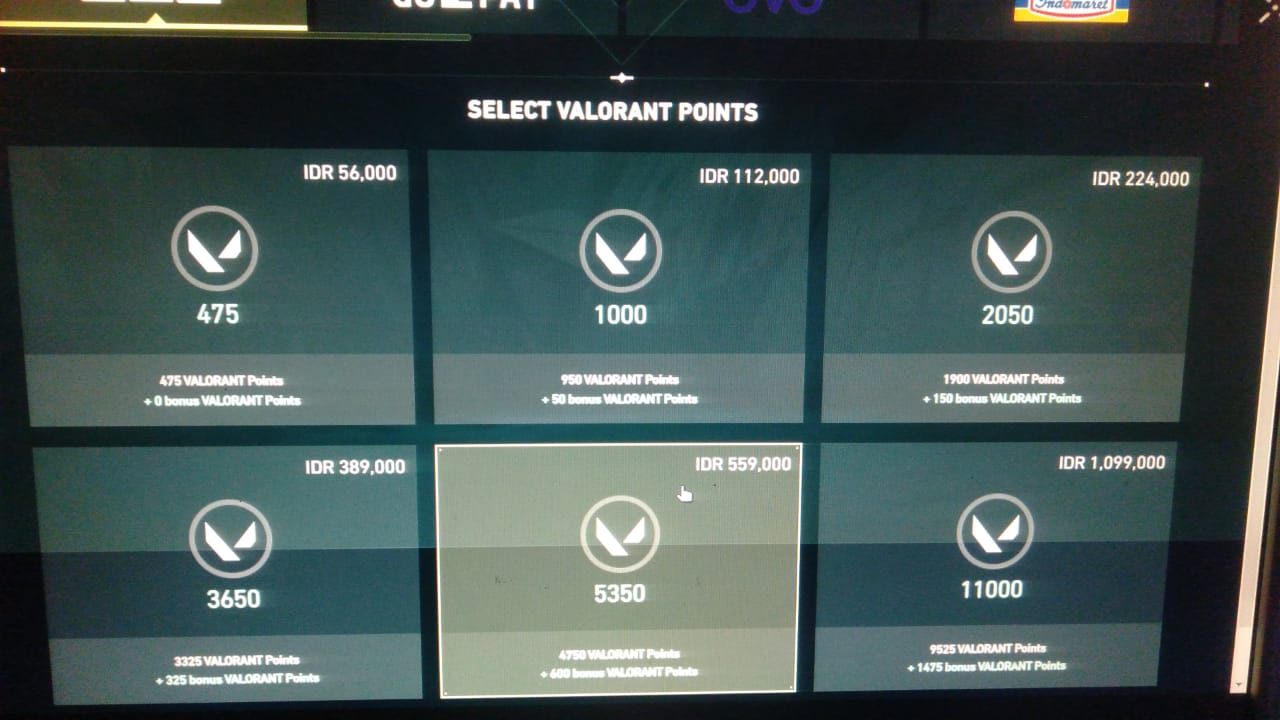 Indomaret
SELECT VALORANT POINTS
IDR 56,000
475
475 VALORANT Points
+ 0 bonus VALORANT Points
IDR 112,000
1000
950 VALORANT Points
+ 50 bonus VALORANT Points
IDR 224,000
2050
1900 VALORANT Points
+ 150 bonus VALORANT Points
IDR 389,000
3650
3325 VALORANT Points
+ 325 bonus VALORANT Points
IDR 559,000
5350
4750 VALORANT Points
+ 600 bonus VALORANT Points
IDR 1,099,000
11000
9525 VALORANT Points
+ 1475 bonus VALORANT Points